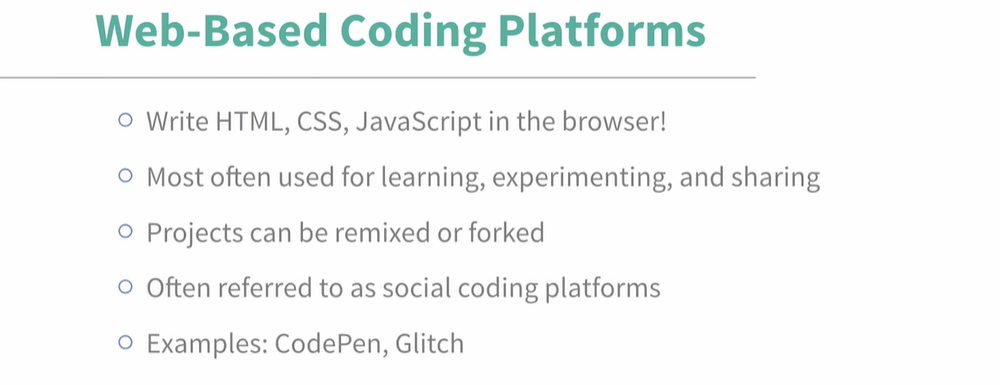 Web-Based Coding Platforms
Write HTML, CSS, JavaScript in the browser!
Most often used for learning, experimenting, and sharing
Projects can be remixed or forked
Often referred to as social coding platforms
Examples: CodePen, Glitch